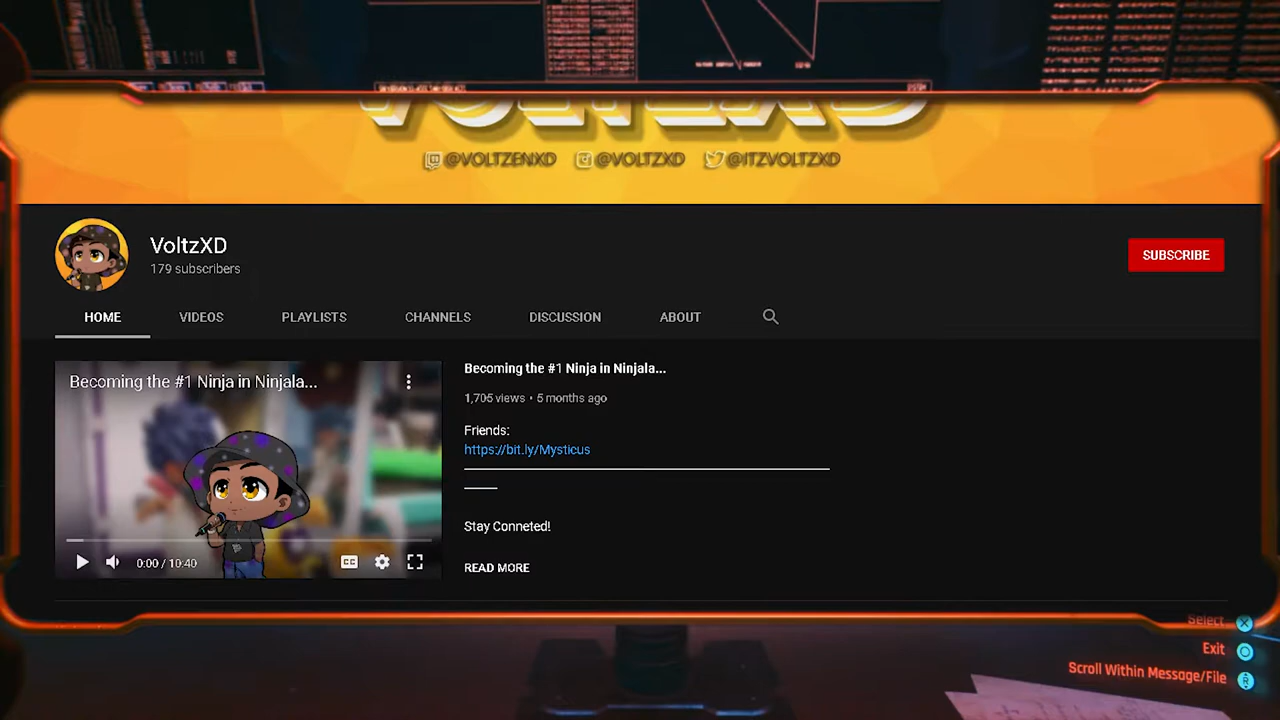 VOLTZXD
@VOLTZENXD @VOLTZXD @ITZVOLTZXD
VoltzXD
179 subscribers
SUBSCRIBE
HOME VIDEOS PLAYLISTS CHANNELS DISCUSSION ABOUT
Becoming the #1 Ninja in Ninjala...
Becoming the #1 Ninja in Ninjala...
1,705 views • 5 months ago
Friends:
https://bit.ly/Mysticus
Stay Conneted!
0:00 / 10:40
CC
READ MORE
Select
Exit
Scroll Within Message/File
R